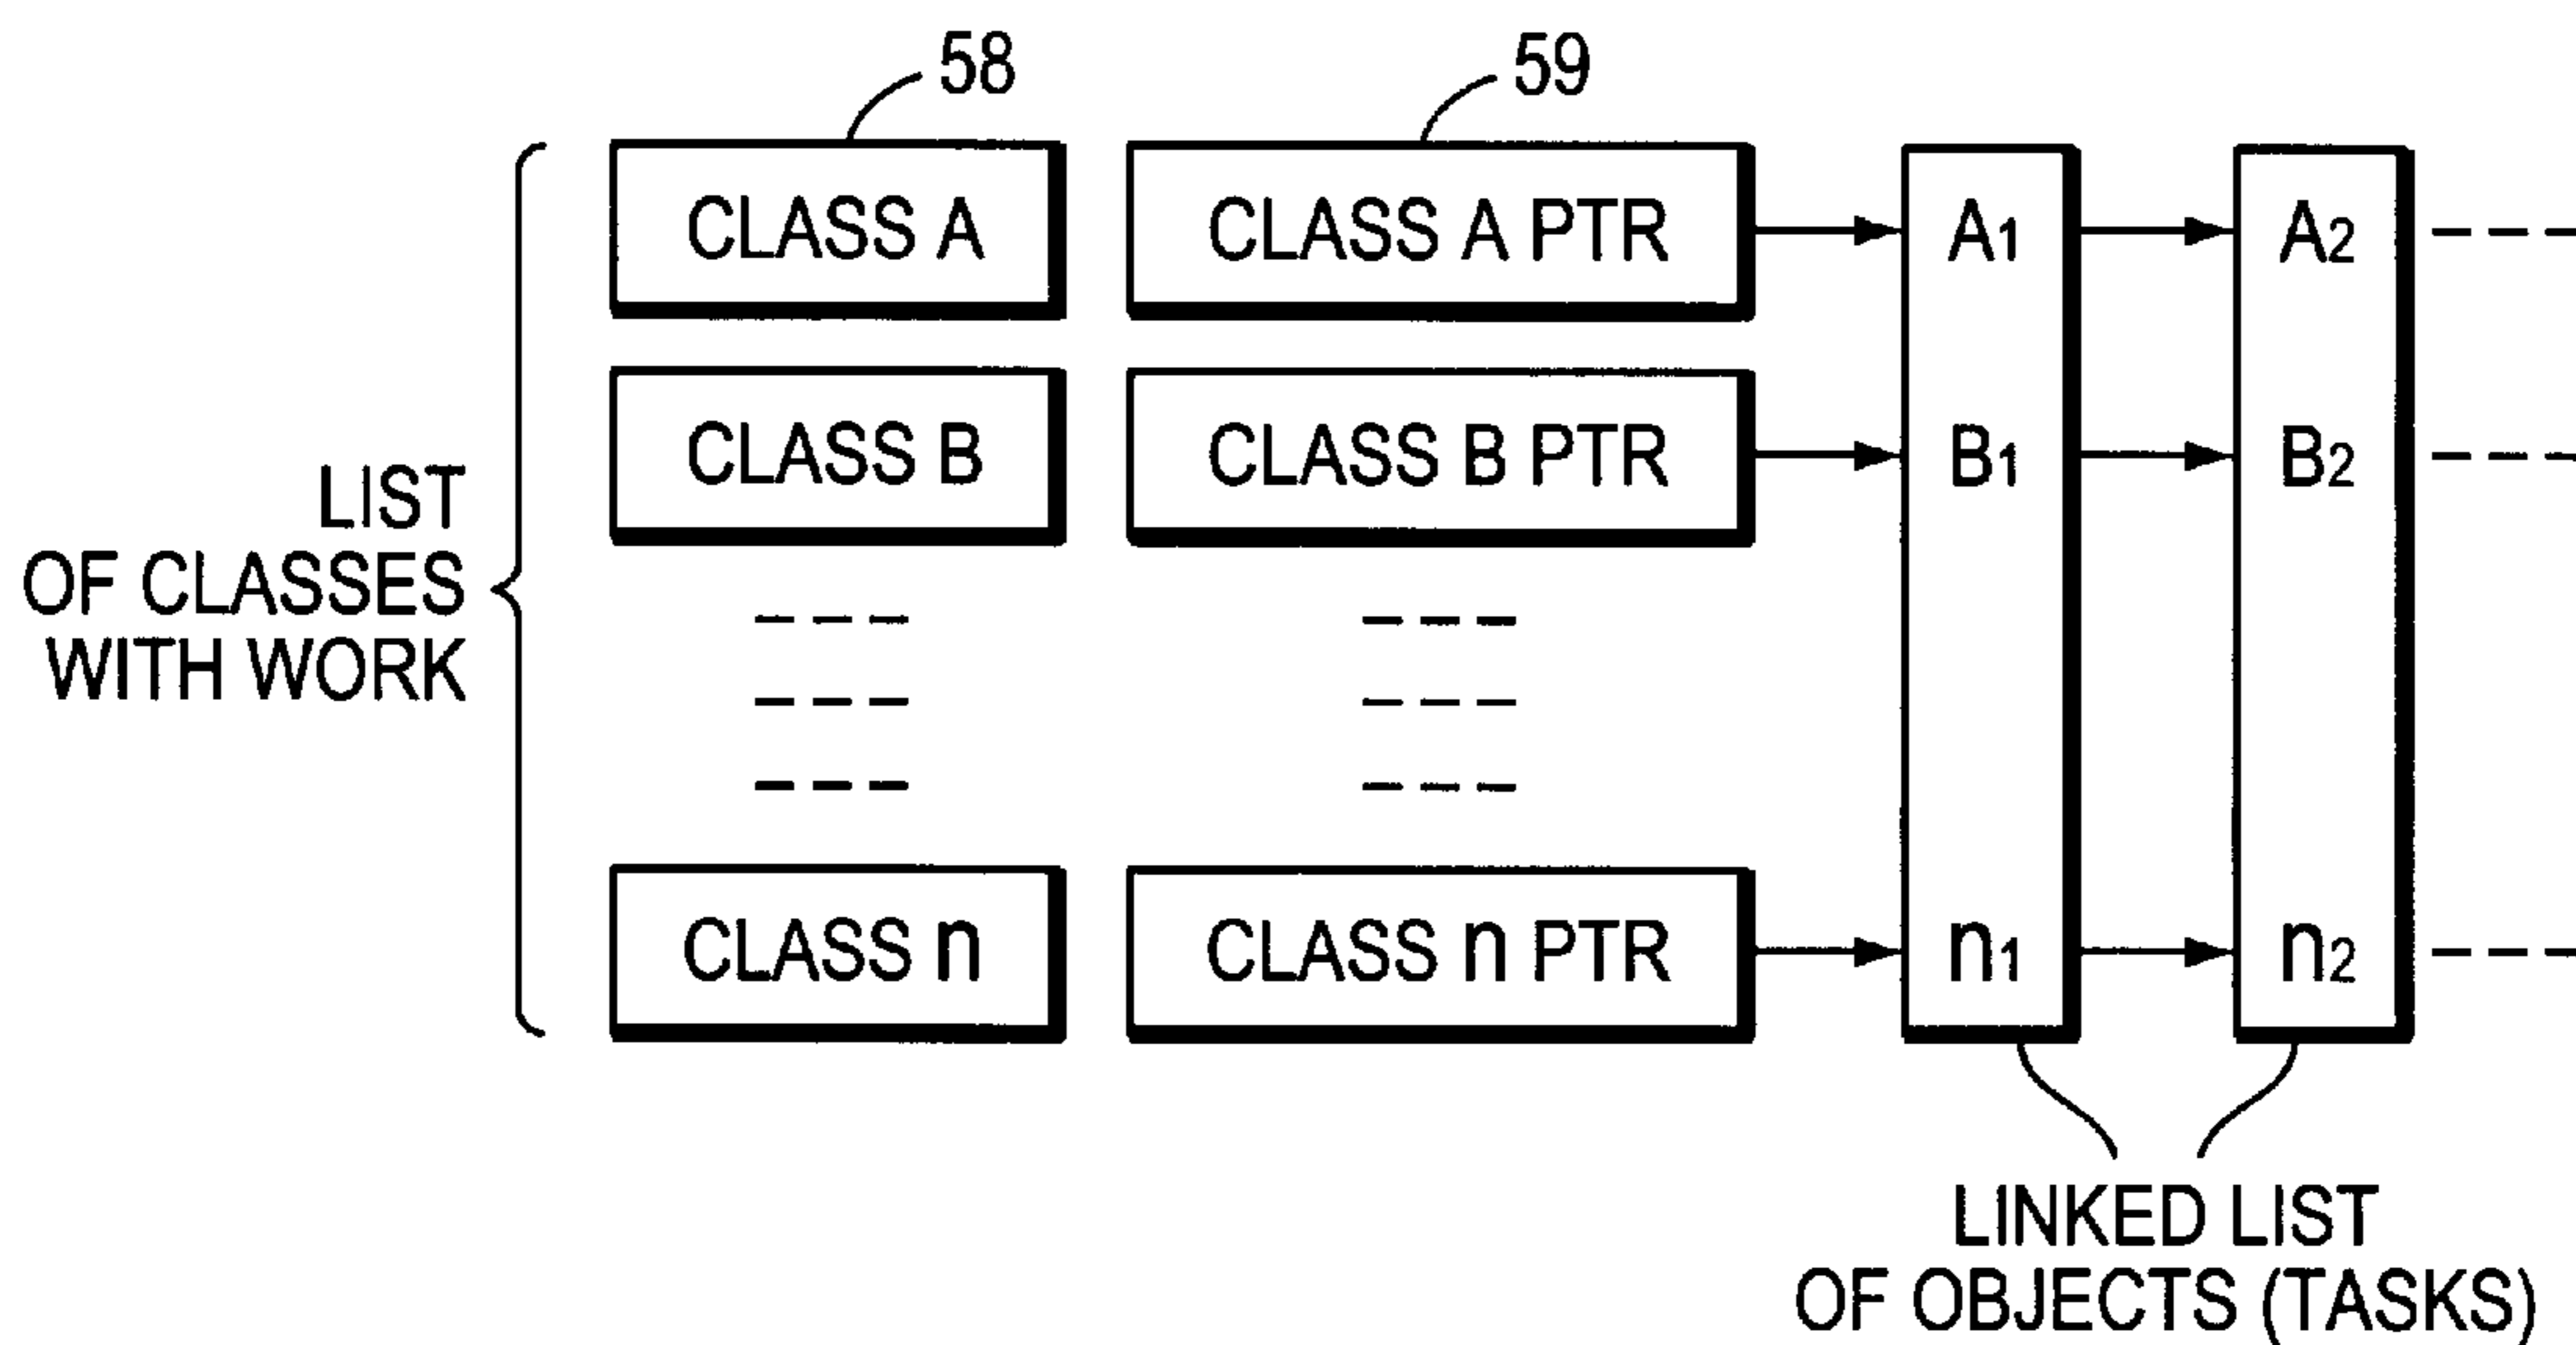 58
59
CLASS A
CLASS A PTR
A1
A2
CLASS B
CLASS B PTR
B1
B2
LIST
OF CLASSES
WITH WORK
CLASS n
CLASS n PTR
n1
n2
LINKED LIST
OF OBJECTS (TASKS)